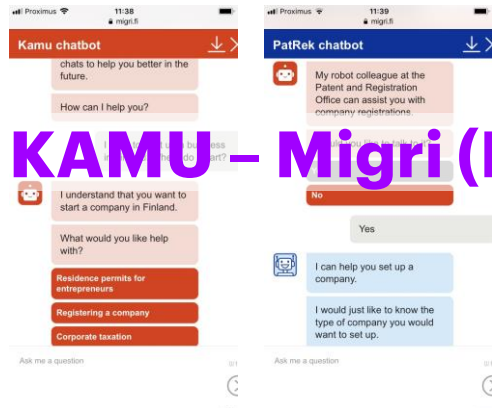 Proximus
11:38
migri.fi
Kamu chatbot
chats to help you better in the
future.
How can I help you?
I understand that you want to
start a company in Finland.
What would you like help
with?
Residence permits for
entrepreneurs
Registering a company
Corporate taxation
Ask me a question
KAMU – Migri (
Proximus
11:39
migri.fi
PatRek chatbot
My robot colleague at the
Patent and Registration
Office can assist you with
company registrations.
No
Yes
I can help you set up a
company.
I would just like to know the
type of company you would
want to set up.
Ask me a question